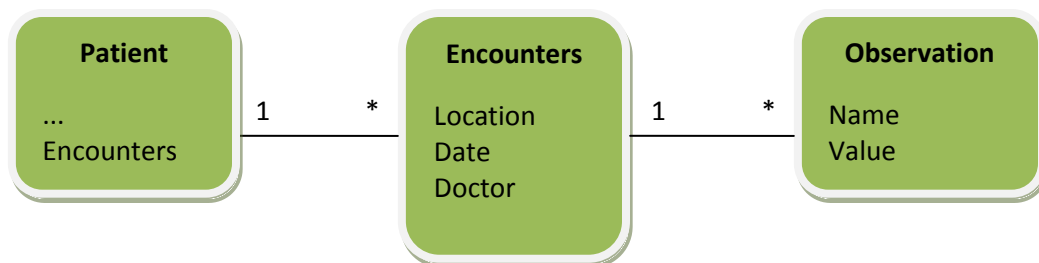 Patient
...
Encounters
1
*
Encounters
Location
Date
Doctor
1
*
Observation
Name
Value